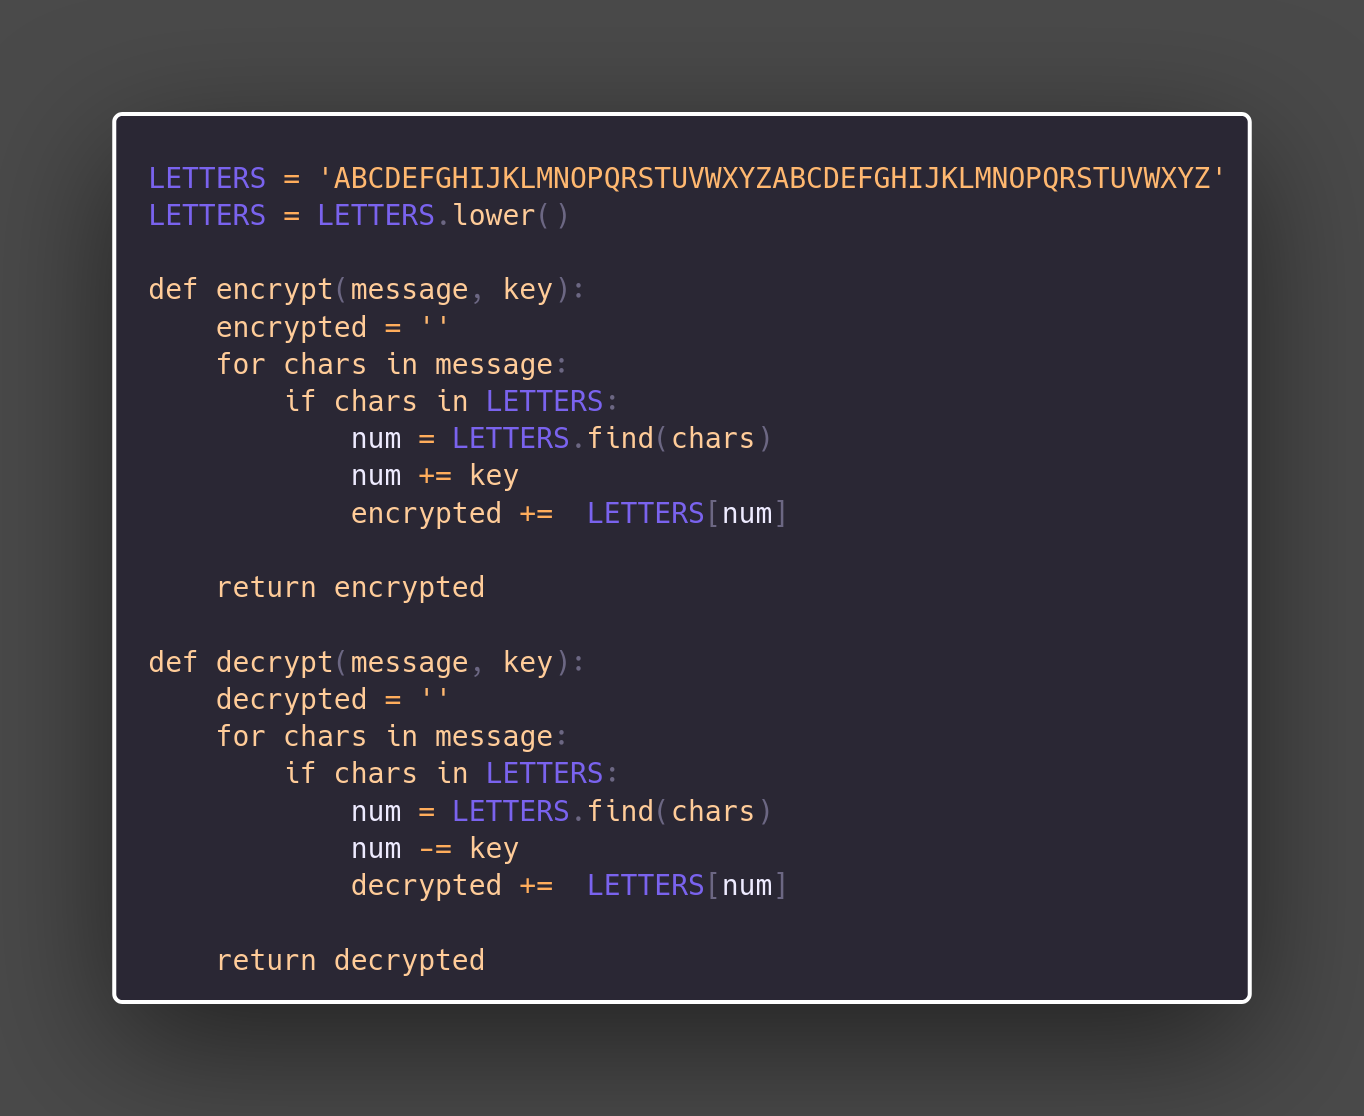 LETTERS = 'ABCDEFGHIJKLMNOPQRSTUVWXYZABCDEFGHIJKLMNOPQRSTUVWXYZ'
LETTERS = LETTERS.lower()

def encrypt(message, key):
    encrypted = ''
    for chars in message:
        if chars in LETTERS:
            num = LETTERS.find(chars)
            num += key
            encrypted +=  LETTERS[num]

    return encrypted

def decrypt(message, key):
    decrypted = ''
    for chars in message:
        if chars in LETTERS:
            num = LETTERS.find(chars)
            num -= key
            decrypted +=  LETTERS[num]

    return decrypted